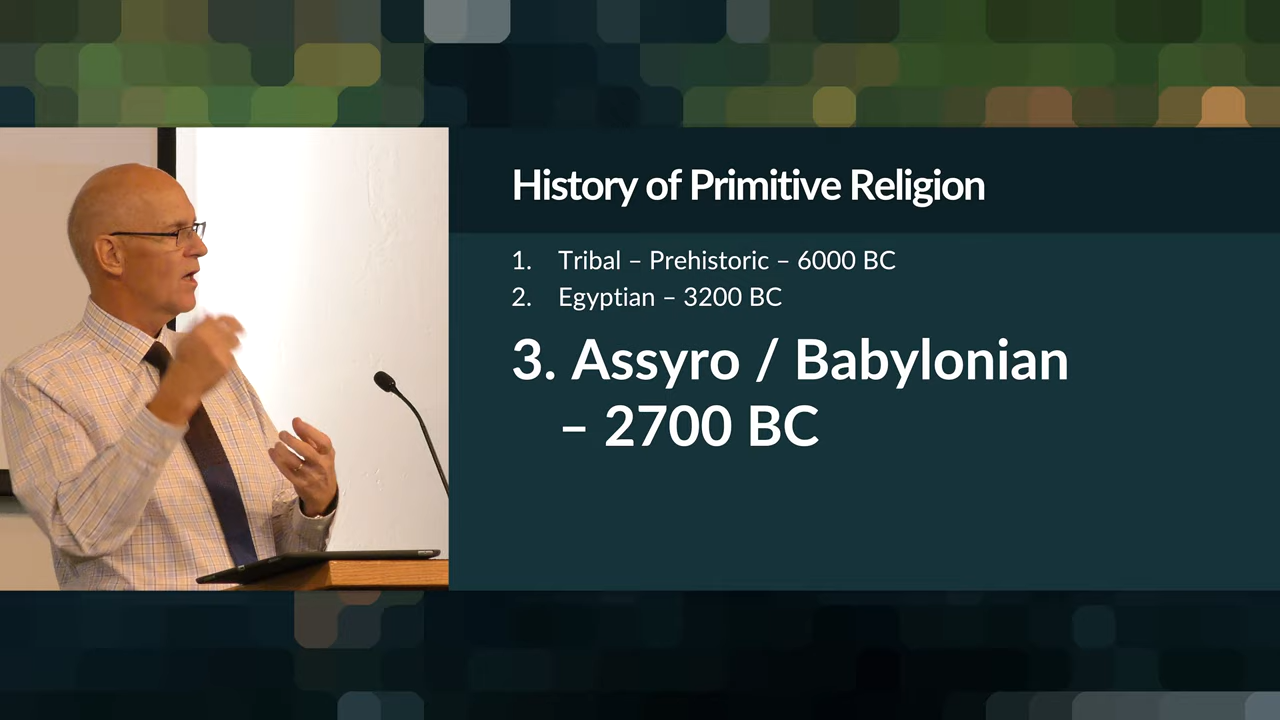 History of Primitive Religion
1. Tribal – Prehistoric – 6000 BC
2. Egyptian – 3200 BC
3. Assyro / Babylonian
– 2700 BC